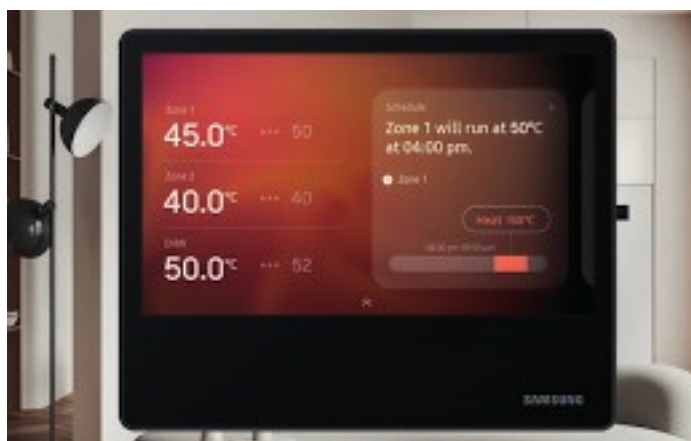 Zone 1
45.0℃ ··· 50
Zone 2
40.0℃ ··· 40
DHW
50.0℃ ··· 52
Schedule
Zone 1 will run at 50℃
at 04:00 pm.
Zone 1
Heat
SAMSUNG